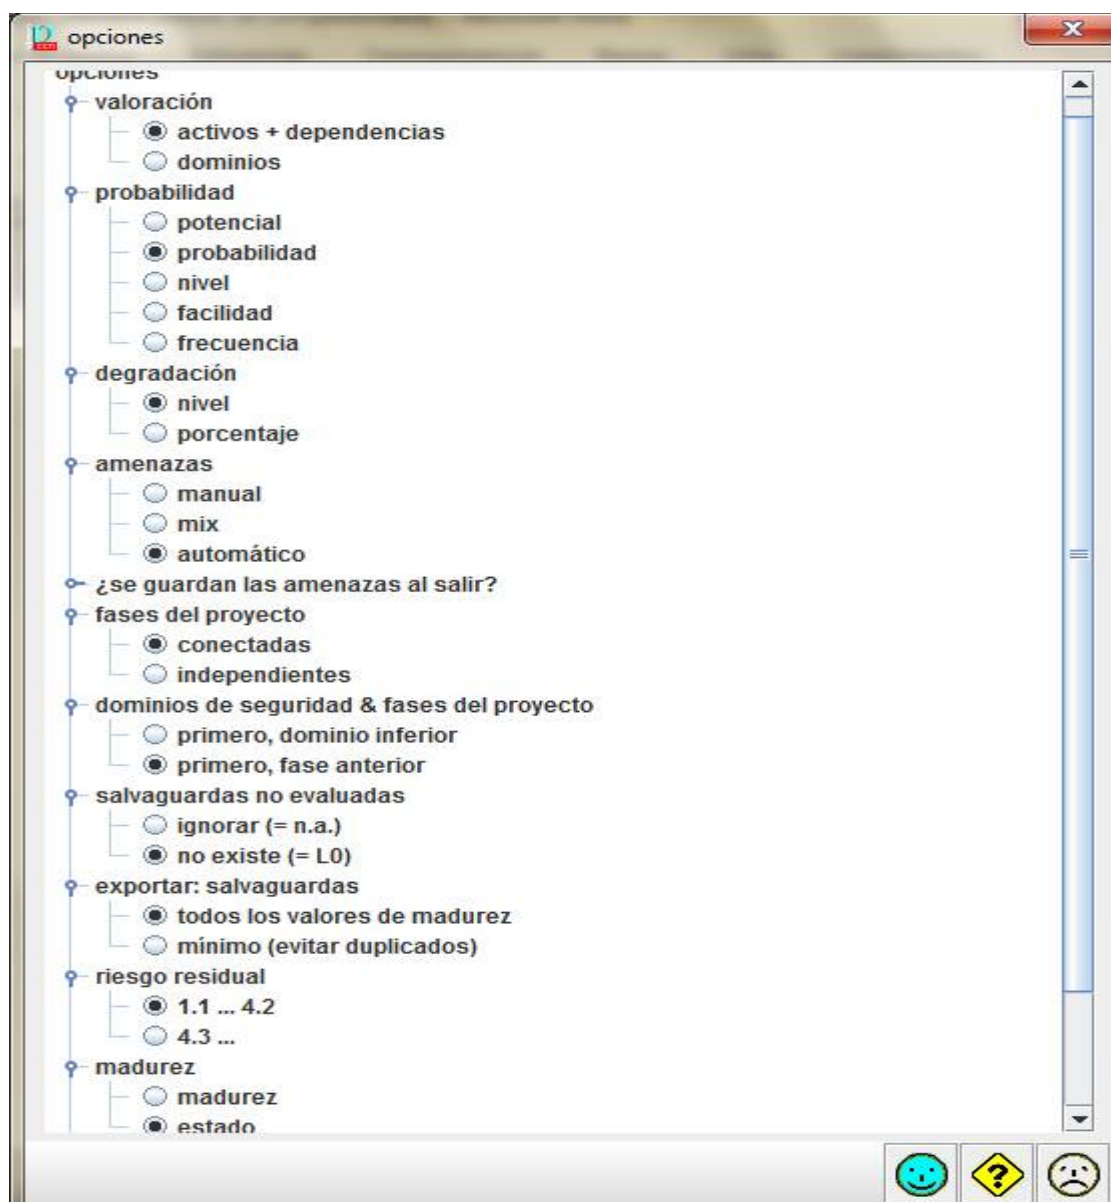 opciones
opciones
valoración
activos + dependencias
dominios
probabilidad
potencial
probabilidad
nivel
facilidad
frecuencia
degradación
nivel
porcentaje
amenazas
manual
mix
automático
¿se guardan las amenazas al salir?
fases del proyecto
conectadas
independientes
dominios de seguridad & fases del proyecto
primero, dominio inferior
primero, fase anterior
salvaguardas no evaluadas
ignorar (= n.a.)
no existe (= L0)
exportar: salvaguardas
todos los valores de madurez
mínimo (evitar duplicados)
riesgo residual
1.1 ... 4.2
4.3 ...
madurez
madurez
estado